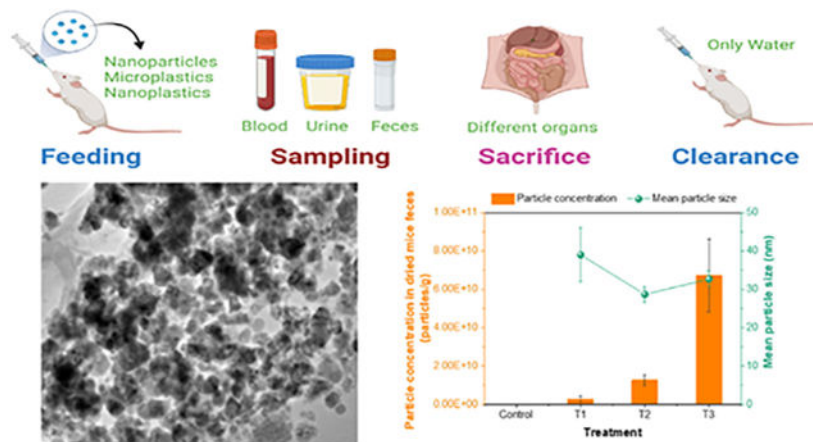 Nanoparticles
Microplastics
Nanoplastics
Only Water
Blood Urine Feces
Different organs
Feeding Sampling Sacrifice Clearance
Particle concentration Mean particle size
Particle concentration in dried mice feces
(particles/g)
1.00E+11
8.00E+10
6.00E+10
4.00E+10
2.00E+10
0.00E+00
50
40
30
20
10
0
Mean particle size (nm)
Control T1 T2 T3
Treatment